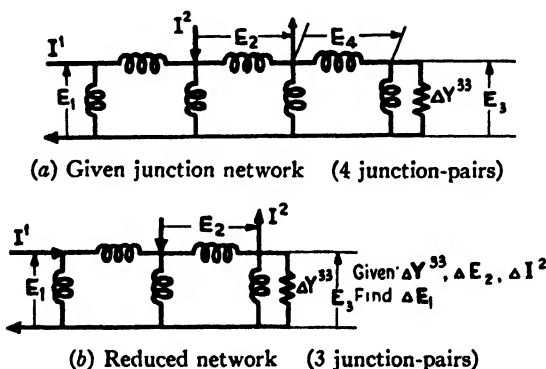 I² E₂ E₄
I¹
E₁ ΔY³³ E₃
(a) Given junction network (4 junction-pairs)
I²
E₂
I¹
E₁ ΔY³³ E₃ Given ΔY³³, ΔE₂, ΔI²
Find ΔE₁
(b) Reduced network (3 junction-pairs)